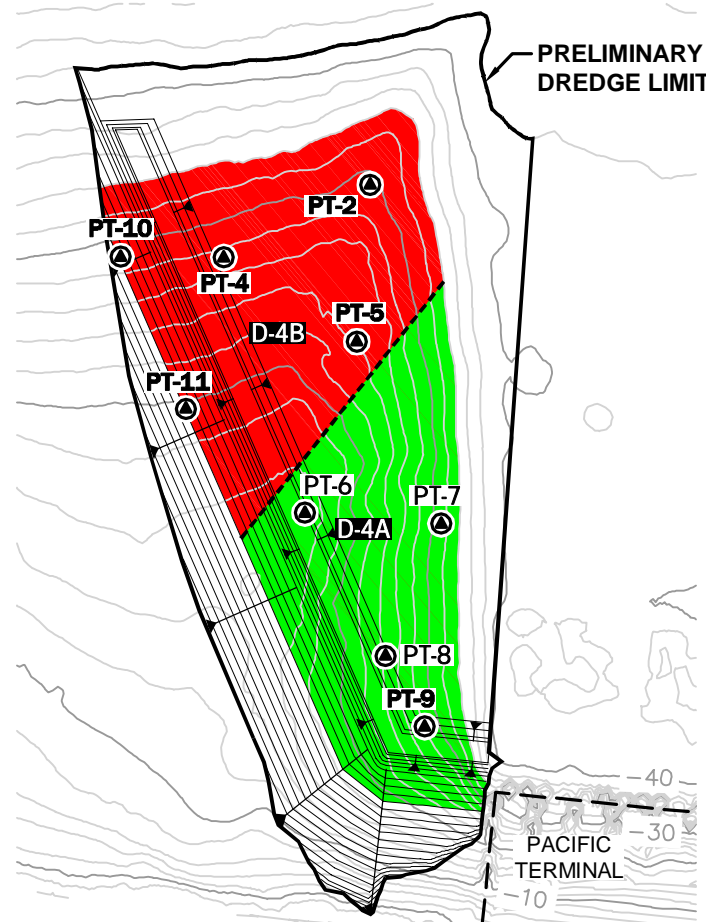 PRELIMINARY
DREDGE LIMIT
PT-2
PT-10
PT-4
PT-5
D-4B
PT-11
PT-6
PT-7
D-4A
PT-8
PT-9
-40
-30
PACIFIC
TERMINAL
-10